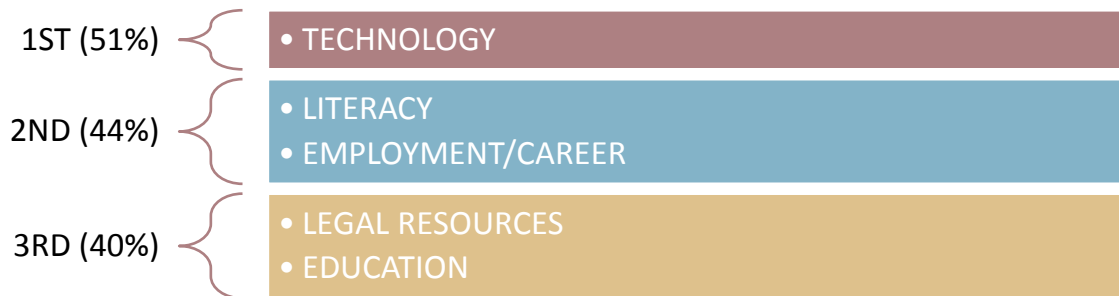 1ST (51%)
• TECHNOLOGY
2ND (44%)
• LITERACY
• EMPLOYMENT/CAREER
3RD (40%)
• LEGAL RESOURCES
• EDUCATION